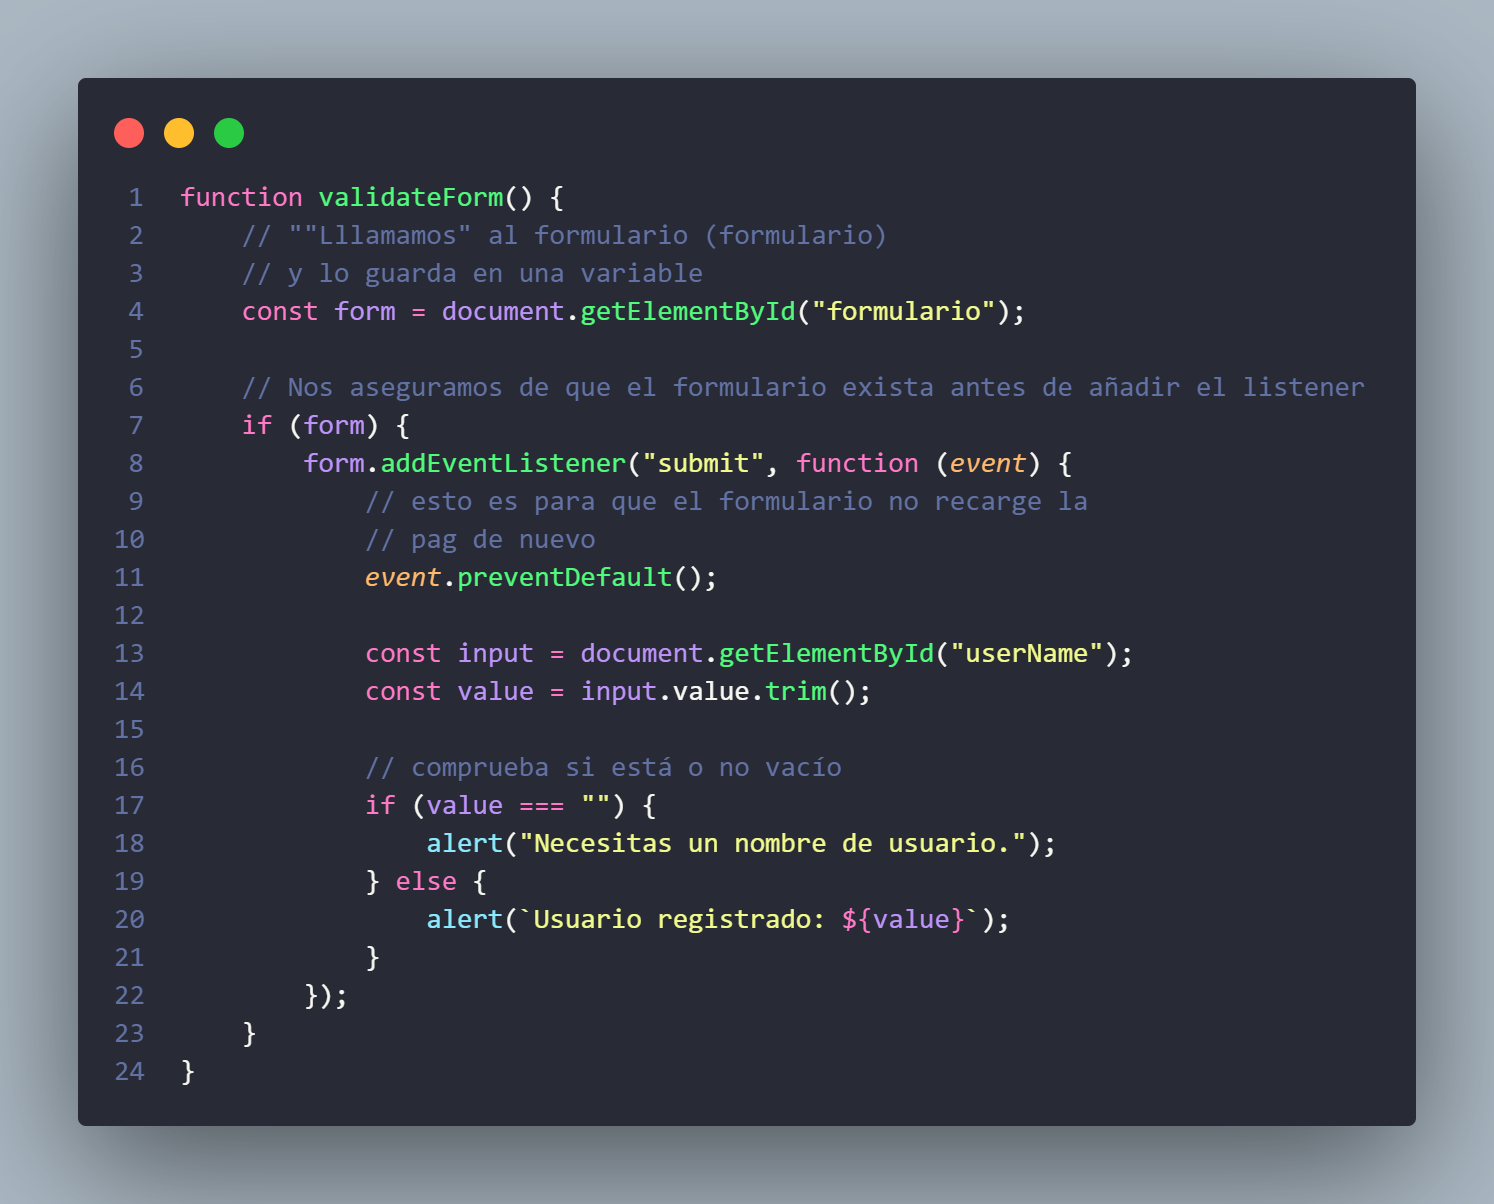 1 function validateForm() {
2 // ""Lllamamos" al formulario (formulario)
3 // y lo guarda en una variable
4 const form = document.getElementById("formulario");
5
6 // Nos aseguramos de que el formulario exista antes de añadir el listener
7 if (form) {
8 form.addEventListener("submit", function (event) {
9 // esto es para que el formulario no recarge la
10 // pag de nuevo
11 event.preventDefault();
12
13 const input = document.getElementById("userName");
14 const value = input.value.trim();
15
16 // comprueba si está o no vacío
17 if (value === "") {
18 alert("Necesitas un nombre de usuario.");
19 } else {
20 alert(`Usuario registrado: ${value}`);
21 }
22 });
23 }
24 }